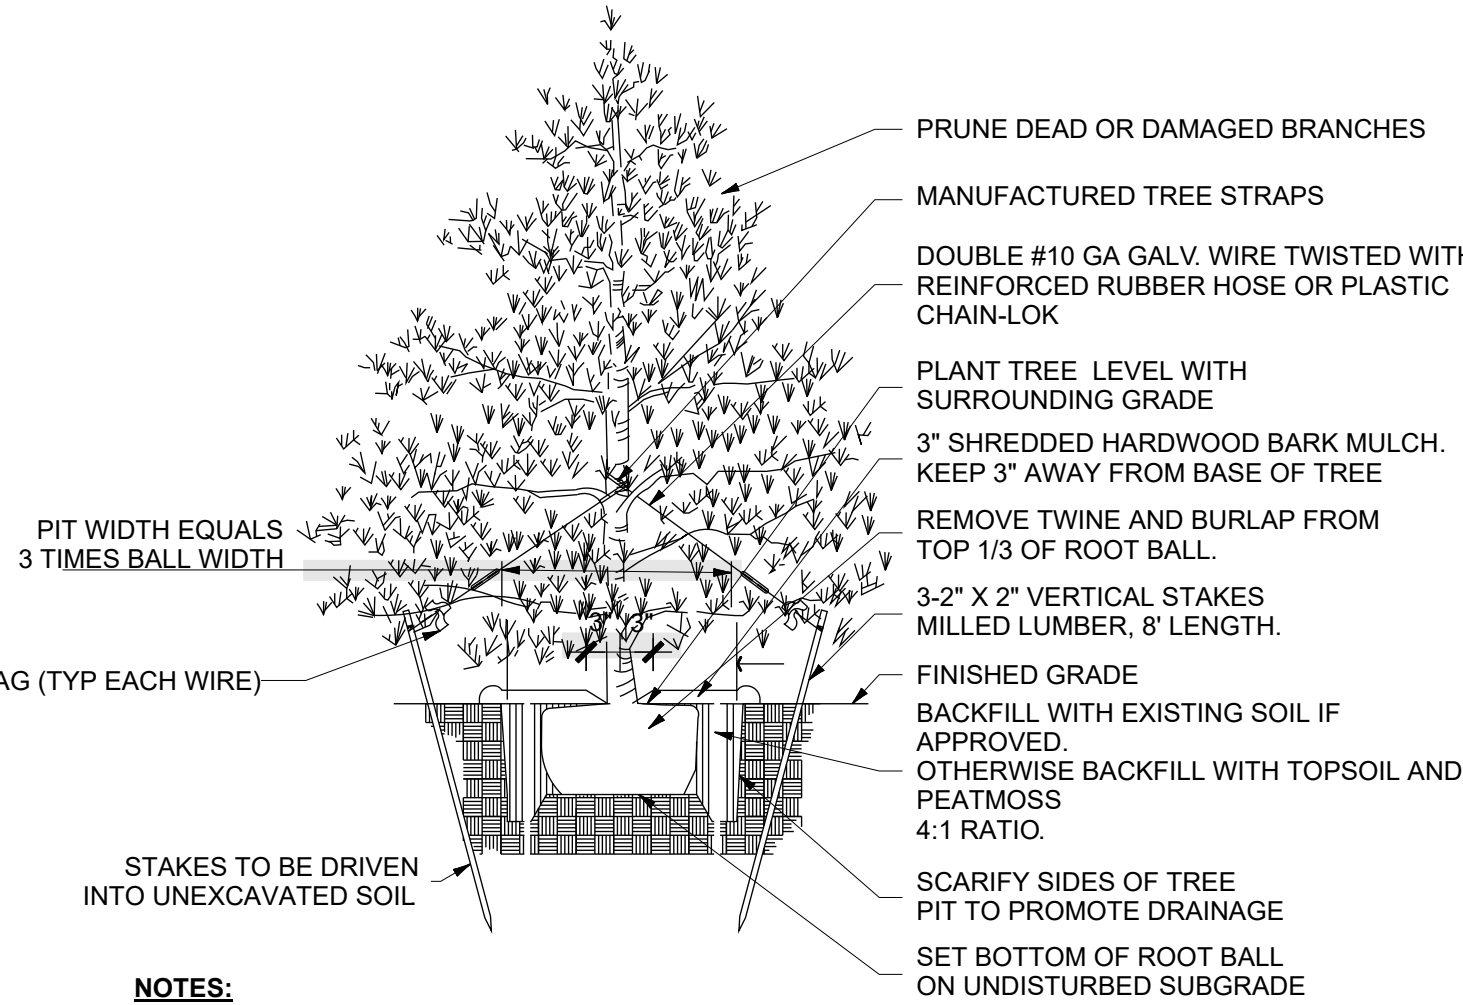 PRUNE DEAD OR DAMAGED BRANCHES
MANUFACTURED TREE STRAPS
DOUBLE #10 GA GALV. WIRE TWISTED WITH
REINFORCED RUBBER HOSE OR PLASTIC
CHAIN-LOK
PLANT TREE LEVEL WITH
SURROUNDING GRADE
3" SHREDDED HARDWOOD BARK MULCH.
KEEP 3" AWAY FROM BASE OF TREE
REMOVE TWINE AND BURLAP FROM
TOP 1/3 OF ROOT BALL.
3-2" X 2" VERTICAL STAKES
MILLED LUMBER, 8' LENGTH.
FINISHED GRADE
BACKFILL WITH EXISTING SOIL IF
APPROVED.
OTHERWISE BACKFILL WITH TOPSOIL AND
PEATMOSS
4:1 RATIO.
SCARIFY SIDES OF TREE
PIT TO PROMOTE DRAINAGE
SET BOTTOM OF ROOT BALL
ON UNDISTURBED SUBGRADE
PIT WIDTH EQUALS
3 TIMES BALL WIDTH
3" 3"
(TYP EACH WIRE)
STAKES TO BE DRIVEN
INTO UNEXCAVATED SOIL
NOTES: